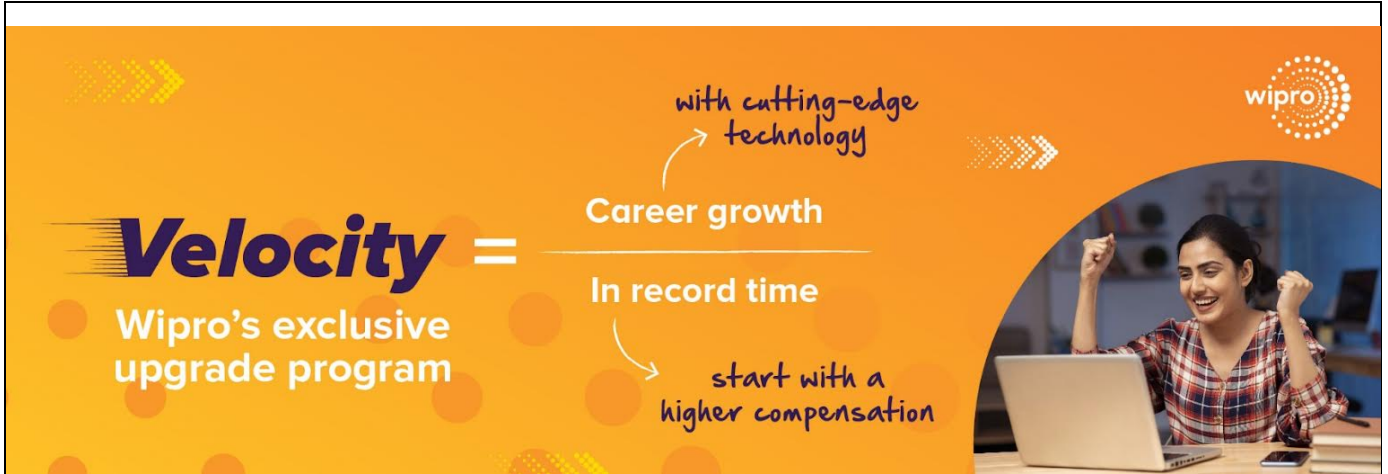 with cutting-edge
technology
wipro
Career growth
Velocity =
In record time
Wipro's exclusive
upgrade program
start with a
higher compensation